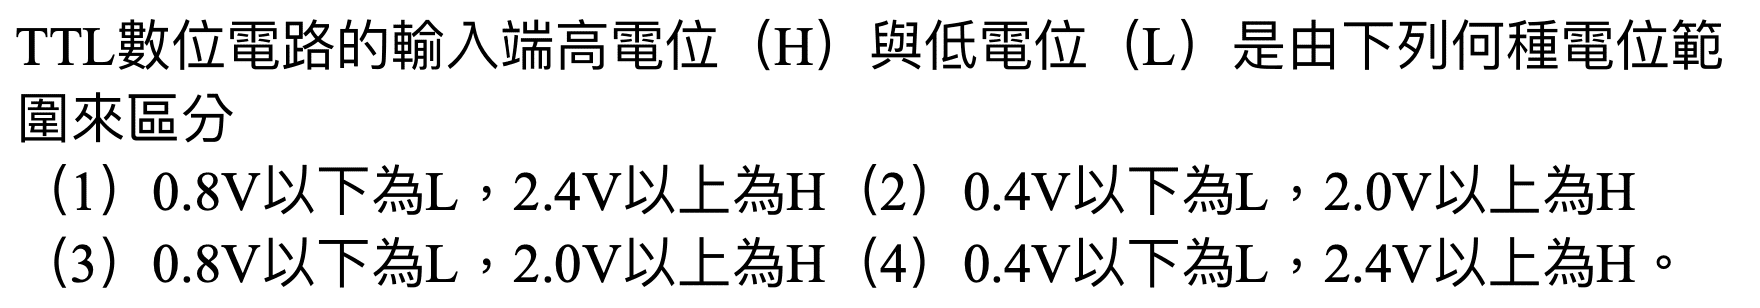 TTL數位電路的輸入端高電位（H）與低電位（L）是由下列何種電位範
圍來區分
（1）0.8V以下為L，2.4V以上為H（2）0.4V以下為L，2.0V以上為H
（3）0.8V以下為L，2.0V以上為H（4）0.4V以下為L，2.4V以上為H。